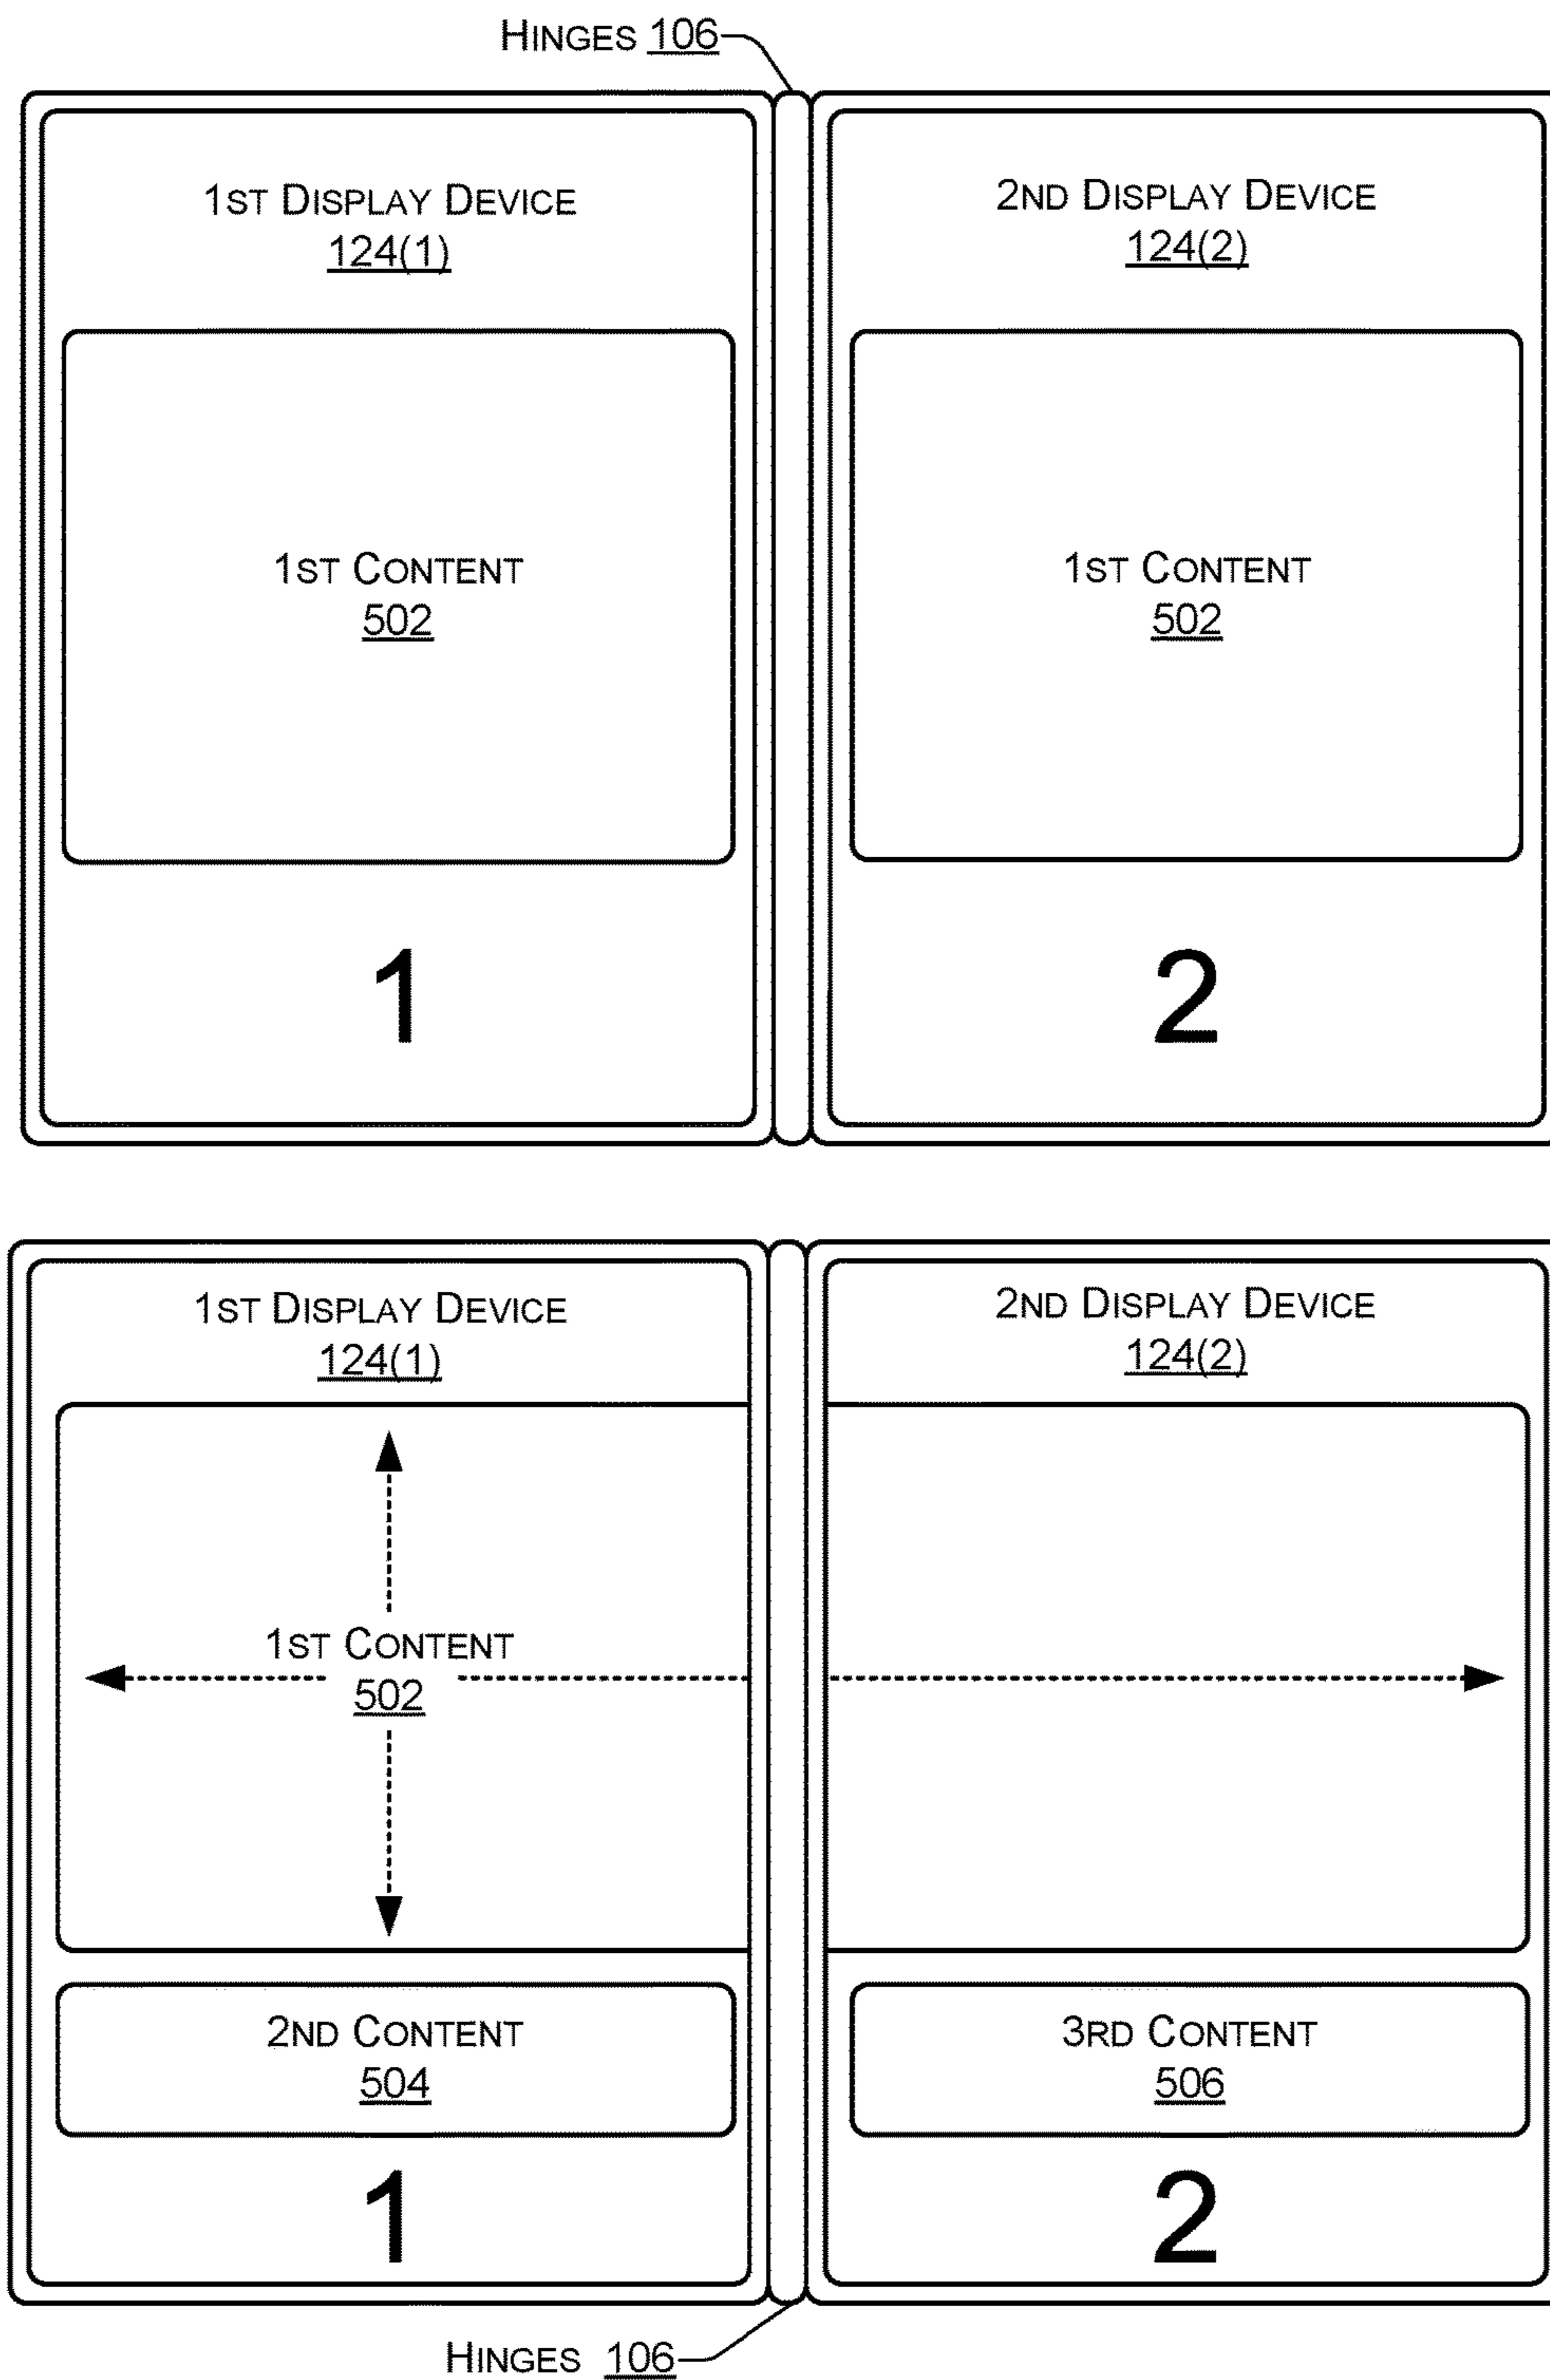 HINGES 106
1ST DISPLAY DEVICE
124(1)
2ND DISPLAY DEVICE
124(2)
1ST CONTENT
502
1ST CONTENT
502
1
2
1ST DISPLAY DEVICE
124(1)
2ND DISPLAY DEVICE
124(2)
1ST CONTENT
502
2ND CONTENT
504
3RD CONTENT
506
1
2
HINGES 106